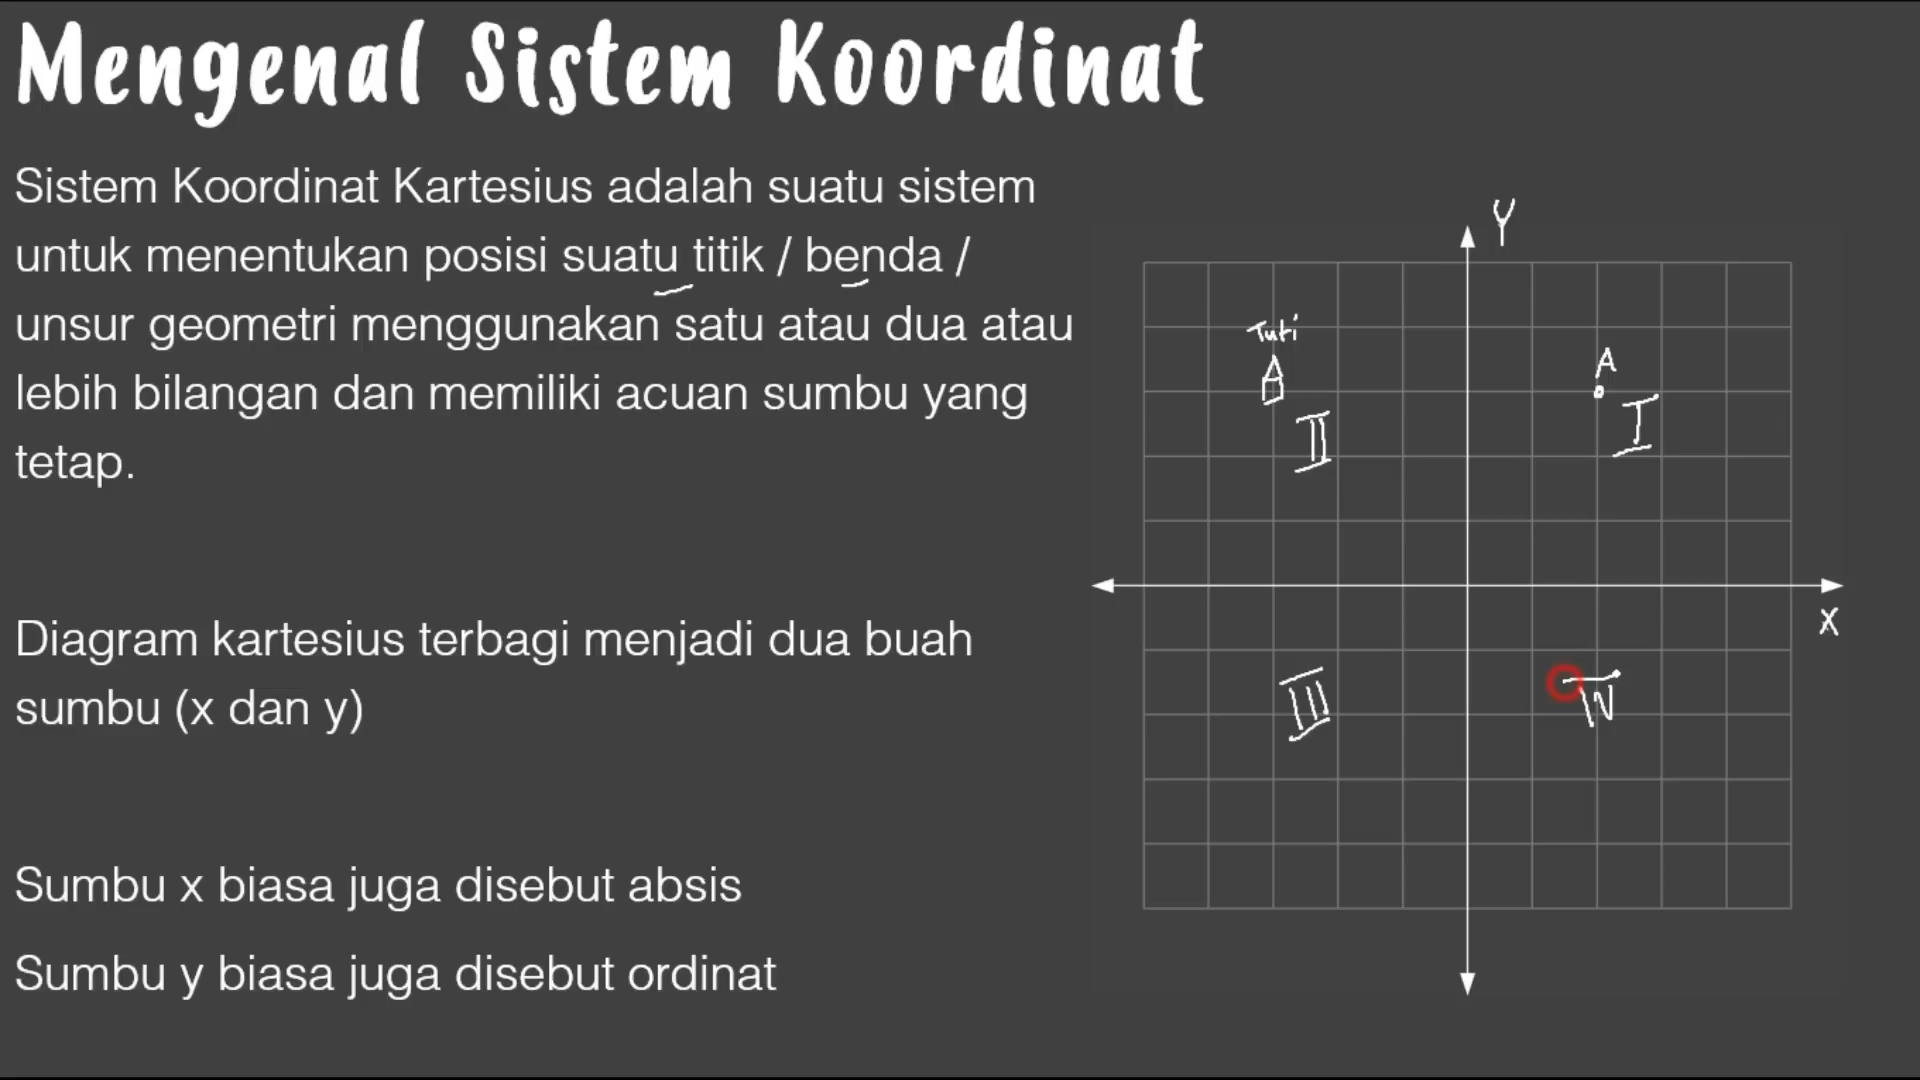 Mengenal Sistem Koordinat
Sistem Koordinat Kartesius adalah suatu sistem
untuk menentukan posisi suatu titik / benda /
unsur geometri menggunakan satu atau dua atau
lebih bilangan dan memiliki acuan sumbu yang
tetap.
Diagram kartesius terbagi menjadi dua buah
sumbu (x dan y)
Sumbu x biasa juga disebut absis
Sumbu y biasa juga disebut ordinat
Y
Tuti
A
II
I
X
III
IV